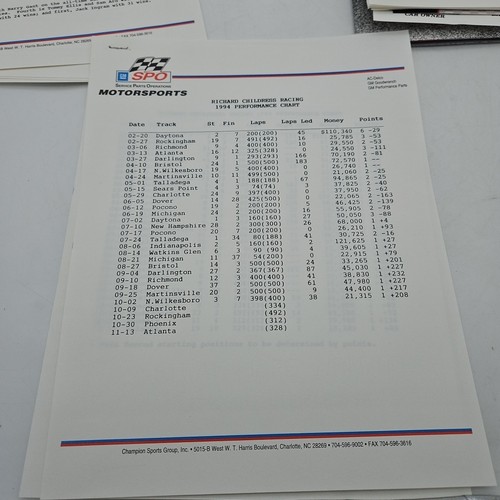 SPO
SERVICE PARTS OPERATIONS
MOTORSPORTS
AC-Delco
GM Goodwrench
GM Performance Parts
RICHARD CHILDRESS RACING
1994 PERFORMANCE CHART
Date Track St Fin Laps Laps Led Money Points
02-20 Daytona 2 7 200(200) 45 $110,340 6 -29
02-27 Rockingham 19 7 491(492) 16 25,785 3 -53
03-06 Richmond 9 4 400(400) 10 29,550 2 -53
03-13 Atlanta 16 12 325(328) 0 24,550 3 -111
03-27 Darlington 9 1 293(293) 166 70,190 2 -81
04-10 Bristol 24 1 500(500) 183 72,570 1 --
04-17 N.Wilkesboro 19 5 400(400) 0 26,740 1 --
04-24 Martinsville 10 11 499(500) 0 21,060 2 -25
05-01 Talladega 4 1 188(188) 67 94,865 2 -25
05-15 Sears Point 4 3 74(74) 3 37,825 2 -40
05-29 Charlotte 24 9 397(400) 0 37,950 2 -62
06-05 Dover 14 28 425(500) 0 22,065 2 -163
06-12 Pocono 19 2 200(200) 5 46,425 2 -139
06-19 Michigan 24 2 200(200) 16 55,905 2 -78
07-02 Daytona 1 3 160(160) 27 50,050 3 -88
07-10 New Hampshire 28 2 300(300) 26 68,000 1 +4
07-17 Pocono 7 200(200) 0 26,210 1 +93
07-24 Talladega 1 34 80(188) 41 30,725 2 -16
08-06 Indianapolis 2 5 160(160) 2 121,625 1 +27
08-14 Watkins Glen 6 3 90(90) 4 39,605 1 +27
08-21 Michigan 11 37 54(200) 0 22,915 1 +79
08-27 Bristol 14 3 500(500) 24 33,265 1 +201
09-04 Darlington 27 2 367(367) 87 45,030 1 +227
09-10 Richmond 12 3 400(400) 41 38,830 1 +232
09-18 Dover 37 2 500(500) 61 47,980 1 +227
09-25 Martinsville 20 2 500(500) 9 44,400 1 +217
10-02 N.Wilkesboro 3 7 398(400) 38 21,315 1 +208
10-09 Charlotte (334)
10-23 Rockingham (492)
10-30 Phoenix (312)
11-13 Atlanta (328)
Champion Sports Group, Inc. • 5015-B West W. T. Harris Boulevard, Charlotte, NC 28269 • 704-596-9002 • FAX 704-596-3616
CAR OWNER